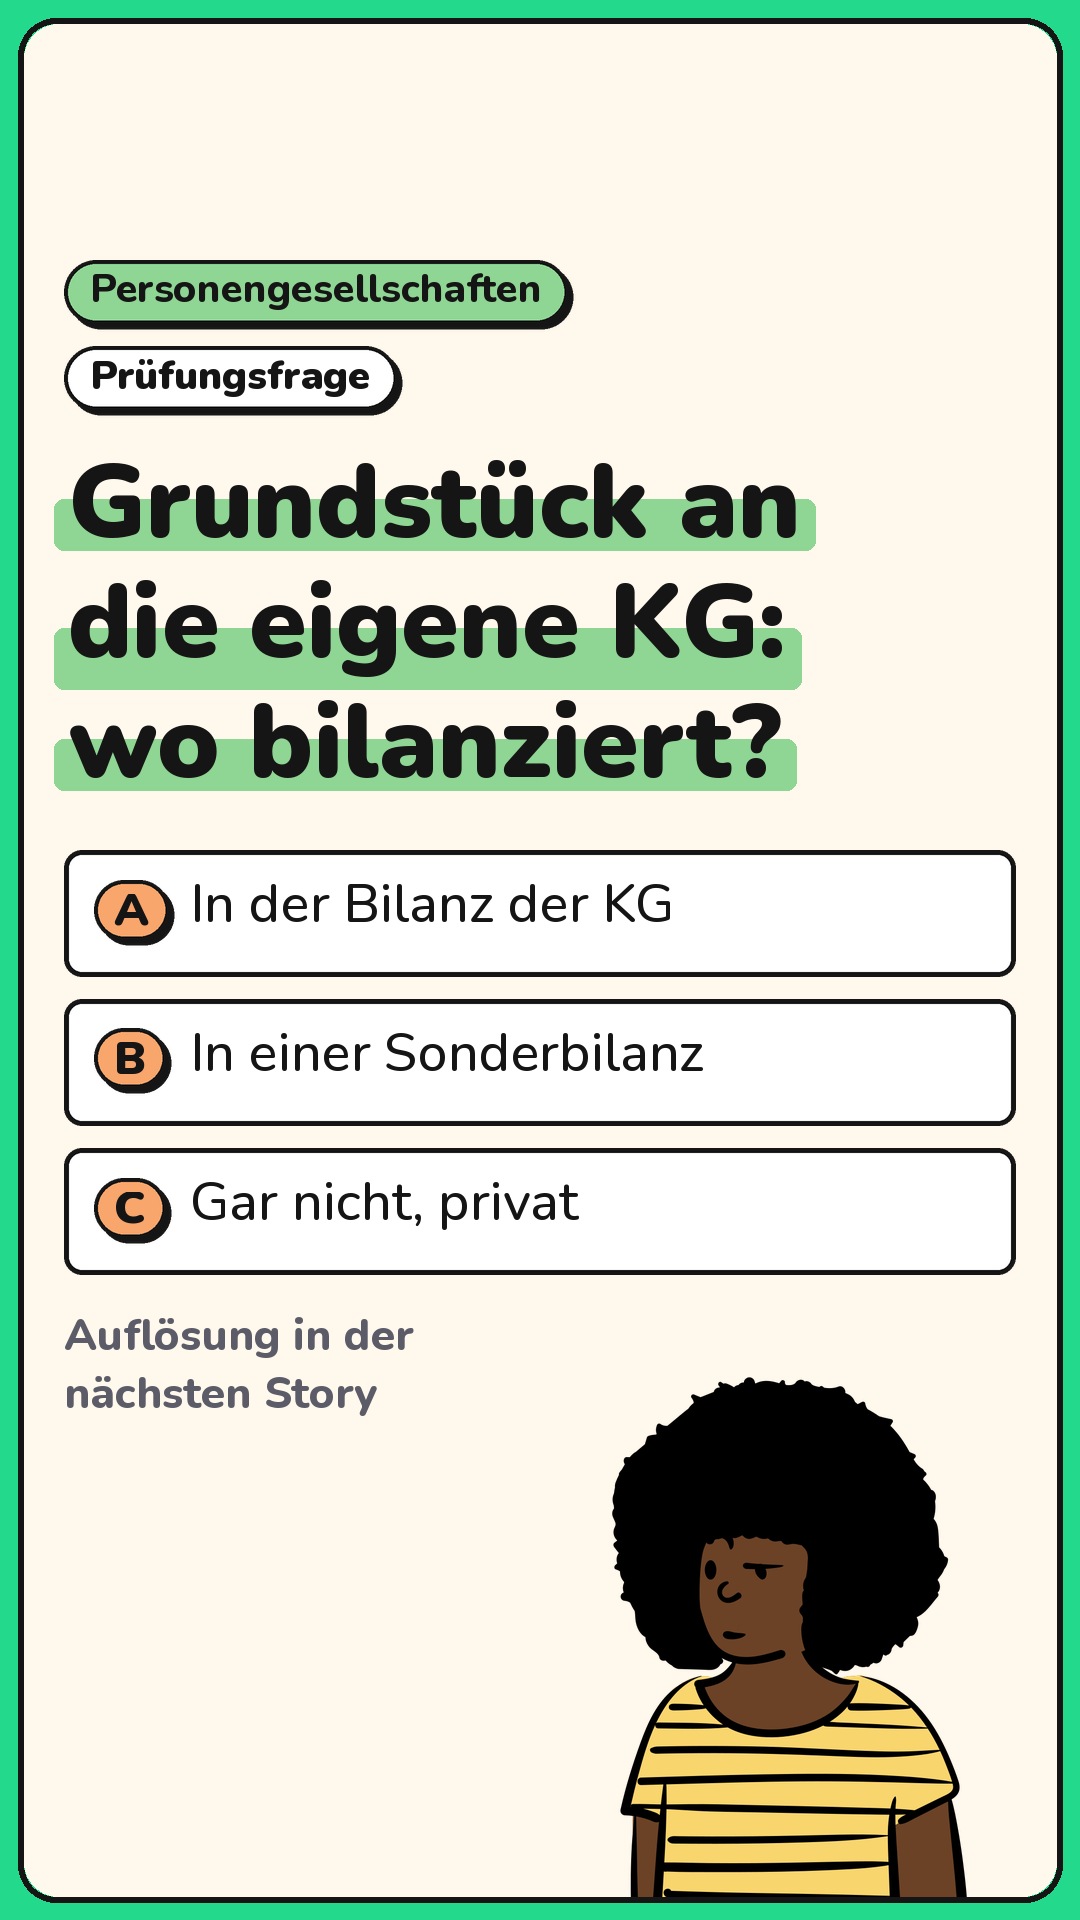 Personengesellschaften
Prüfungsfrage
Grundstück an
die eigene KG:
wo bilanziert?
A In der Bilanz der KG
B In einer Sonderbilanz
C Gar nicht, privat
Auflösung in der
nächsten Story